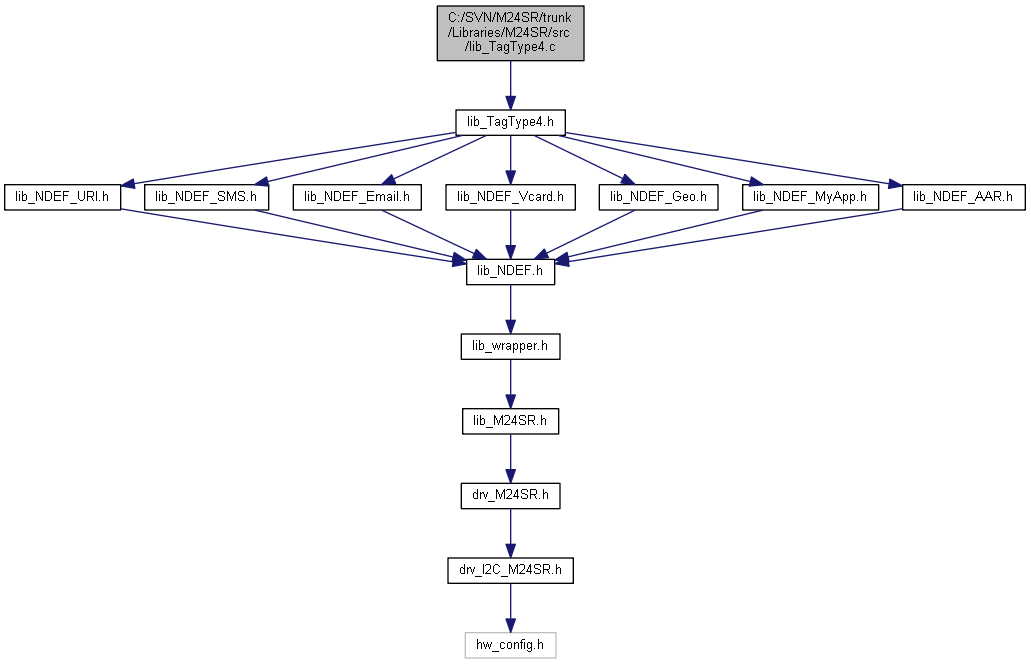 C:/SVN/M24SR/trunk
/Libraries/M24SR/src
/lib_TagType4.c
lib_TagType4.h
lib_NDEF_URI.h
lib_NDEF_SMS.h
lib_NDEF_Email.h
lib_NDEF_Vcard.h
lib_NDEF_Geo.h
lib_NDEF_MyApp.h
lib_NDEF_AAR.h
lib_NDEF.h
lib_wrapper.h
lib_M24SR.h
drv_M24SR.h
drv_I2C_M24SR.h
hw_config.h